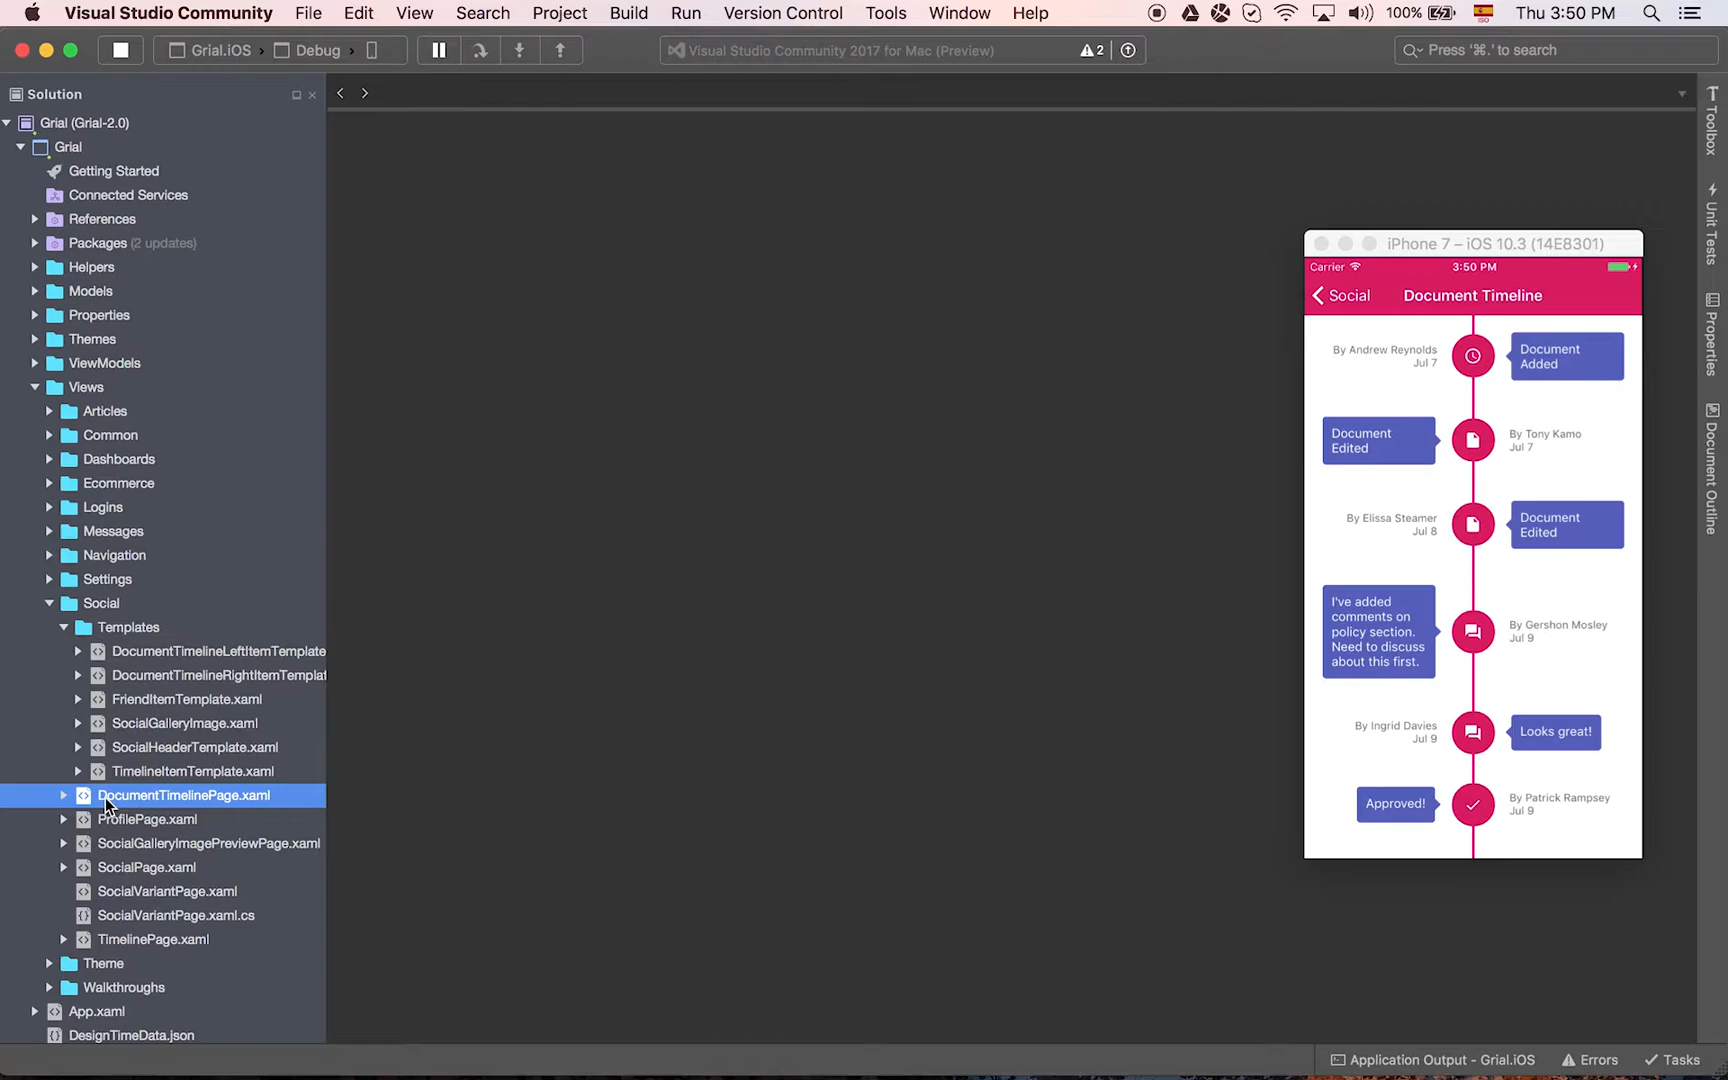 Visual Studio Community File Edit View Search Project Build Run Version Control Tools Window Help 100% ISO Thu 3:50 PM
Grial.iOS Debug Visual Studio Community 2017 for Mac (Preview) 2 Press '⌘.' to search
Solution
Grial (Grial-2.0)
Grial
Getting Started
Connected Services
References
Packages (2 updates)
Helpers
Models
Properties
Themes
ViewModels
Views
Articles
Common
Dashboards
Ecommerce
Logins
Messages
Navigation
Settings
Social
Templates
DocumentTimelineLeftItemTemplate
DocumentTimelineRightItemTemplat
FriendItemTemplate.xaml
SocialGalleryImage.xaml
SocialHeaderTemplate.xaml
TimelineItemTemplate.xaml
DocumentTimelinePage.xaml
ProfilePage.xaml
SocialGalleryImagePreviewPage.xaml
SocialPage.xaml
SocialVariantPage.xaml
SocialVariantPage.xaml.cs
TimelinePage.xaml
Theme
Walkthroughs
App.xaml
DesignTimeData.json
iPhone 7 – iOS 10.3 (14E8301)
Carrier 3:50 PM
Social Document Timeline
By Andrew Reynolds
Jul 7
Document
Added
Document
Edited
By Tony Kamo
Jul 7
By Elissa Steamer
Jul 8
Document
Edited
I've added
comments on
policy section.
Need to discuss
about this first.
By Gershon Mosley
Jul 9
By Ingrid Davies
Jul 9
Looks great!
Approved!
By Patrick Rampsey
Jul 9
Toolbox
Unit Tests
Properties
Document Outline
Application Output - Grial.iOS Errors Tasks